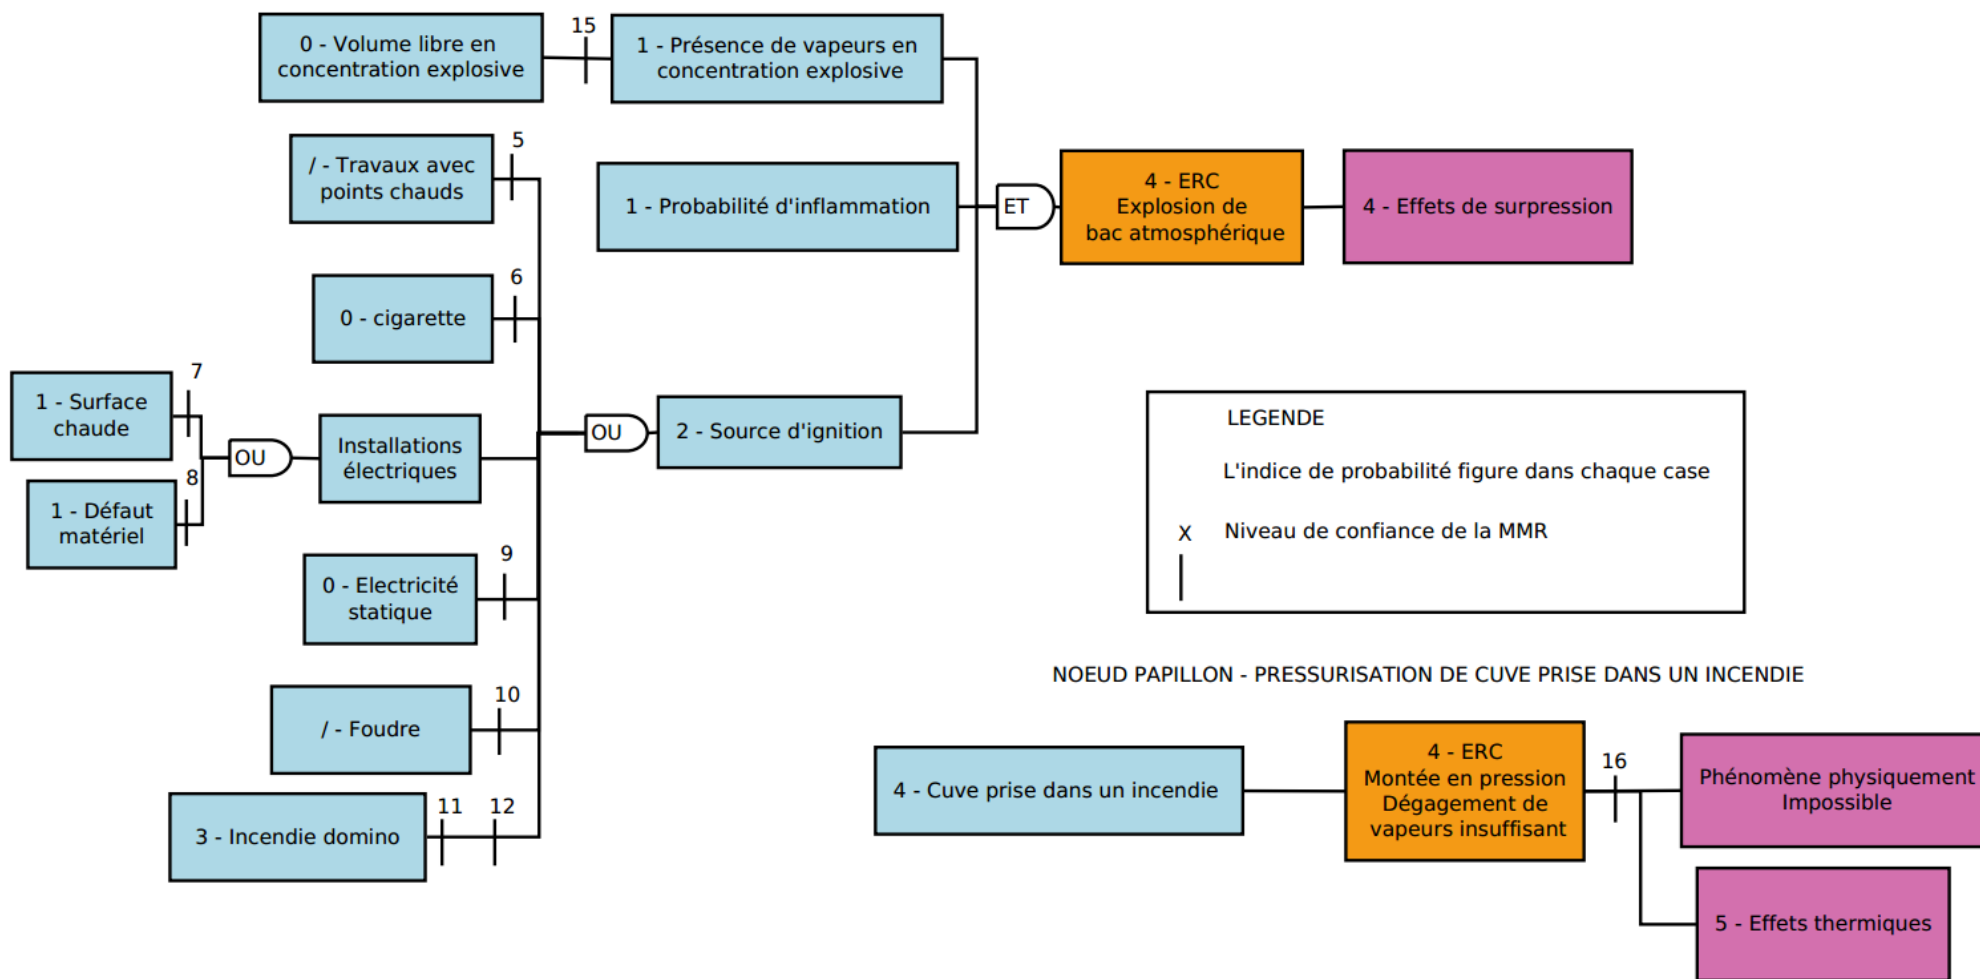 0 - Volume libre en
concentration explosive
15
1 - Présence de vapeurs en
concentration explosive
/ - Travaux avec
points chauds
5
1 - Probabilité d'inflammation
ET
4 - ERC
Explosion de
bac atmosphérique
4 - Effets de surpression
0 - cigarette
6
1 - Surface
chaude
7
1 - Défaut
matériel
8
OU
Installations
électriques
OU
2 - Source d'ignition
0 - Electricité
statique
9
/ - Foudre
10
3 - Incendie domino
11
12
LEGENDE
L'indice de probabilité figure dans chaque case
X
Niveau de confiance de la MMR
NOEUD PAPILLON - PRESSURISATION DE CUVE PRISE DANS UN INCENDIE
4 - Cuve prise dans un incendie
4 - ERC
Montée en pression
Dégagement de
vapeurs insuffisant
16
Phénomène physiquement
Impossible
5 - Effets thermiques